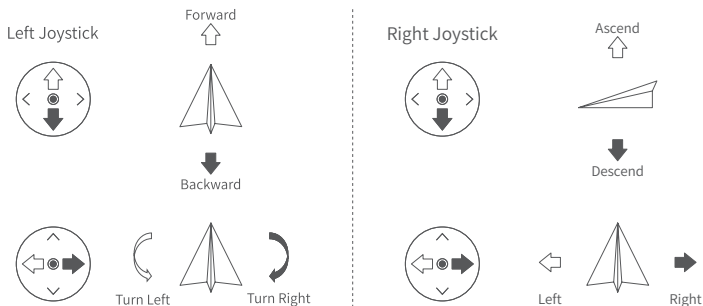 Left Joystick
Forward
Backward
Turn Left
Turn Right
Right Joystick
Ascend
Descend
Left
Right